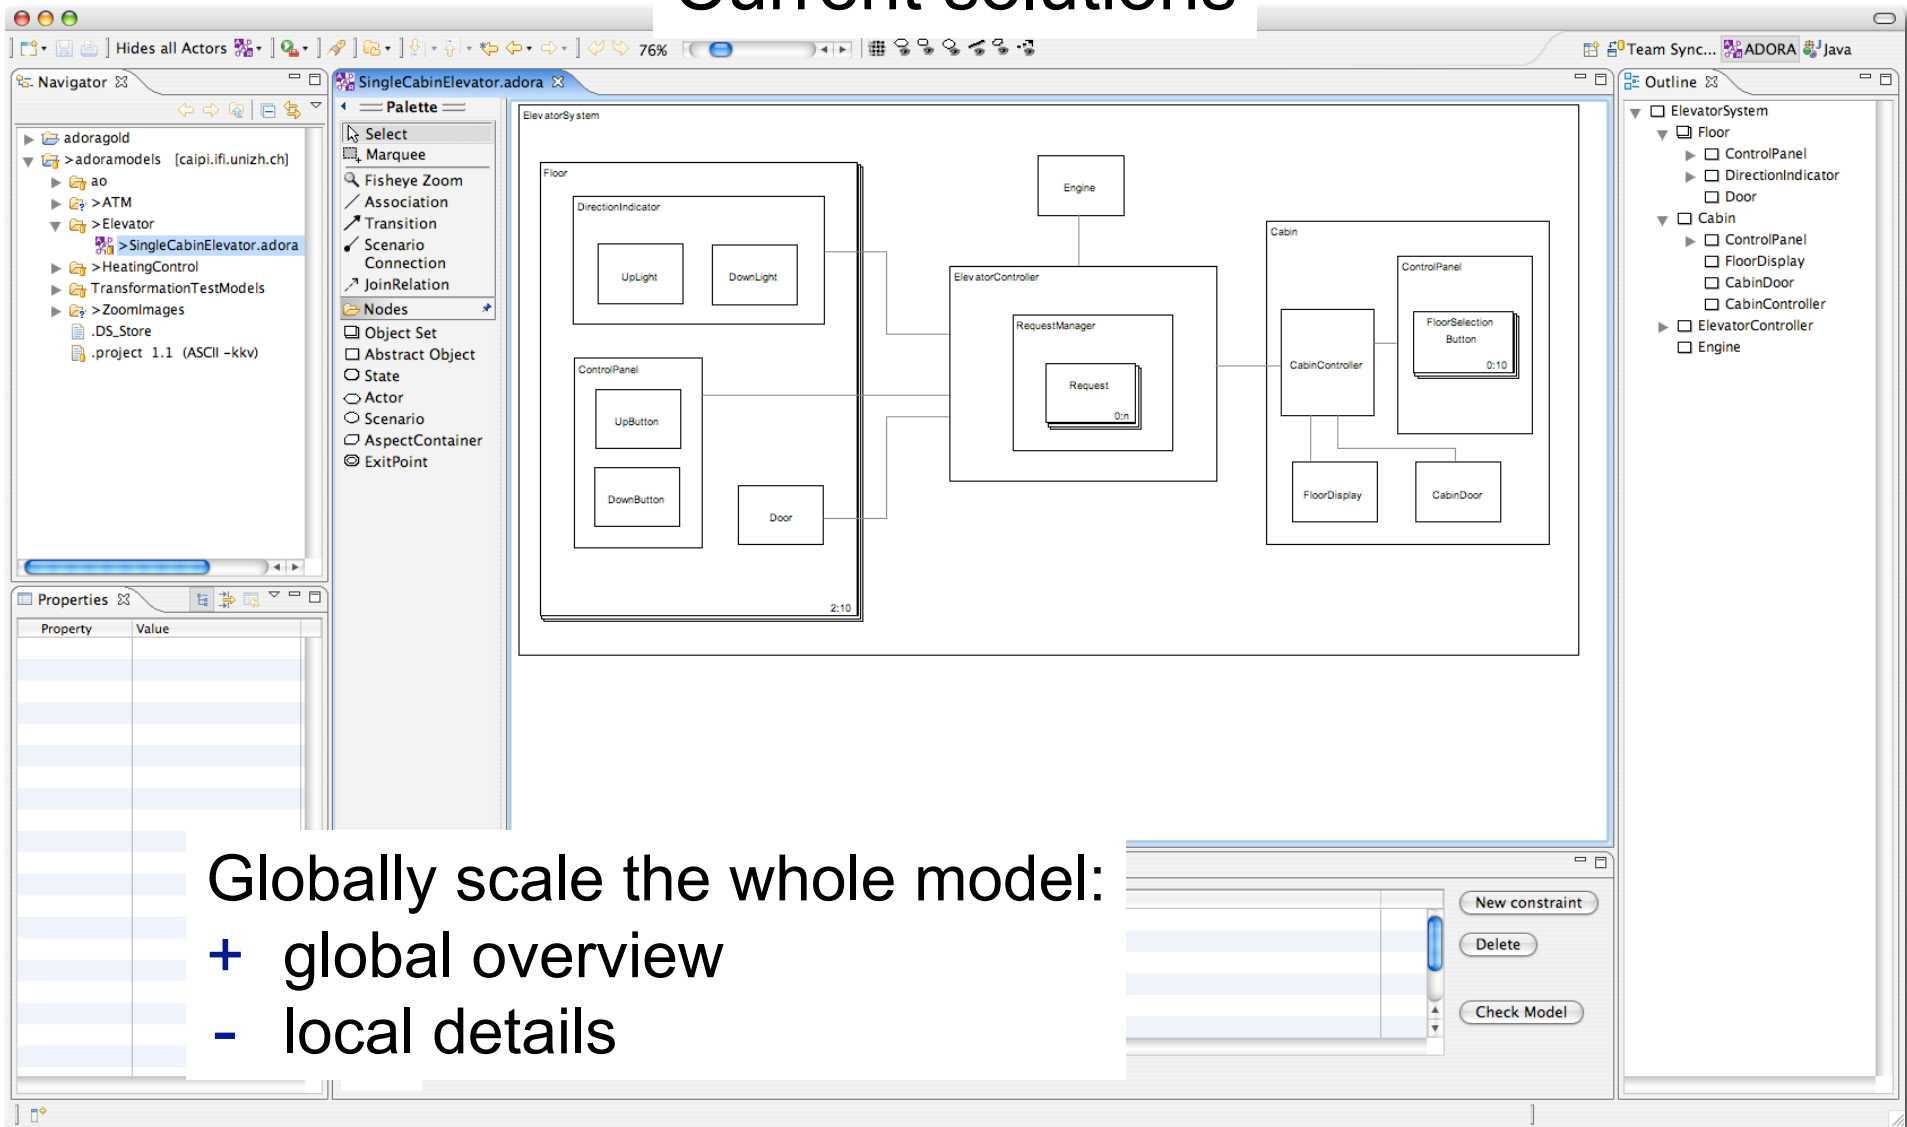 Current solutions
Hides all Actors
76%
Team Sync...
ADORA
Java
Navigator
adoragold
>adoramodels [caipi.ifi.unizh.ch]
ao
>ATM
>Elevator
>SingleCabinElevator.adora
>HeatingControl
TransformationTestModels
>ZoomImages
.DS_Store
.project 1.1 (ASCII -kkv)
Properties
Property Value
SingleCabinElevator.adora
Palette
Select
Marquee
Fisheye Zoom
Association
Transition
Scenario
Connection
JoinRelation
Nodes
Object Set
Abstract Object
State
Actor
Scenario
AspectContainer
ExitPoint
ElevatorSystem
Floor
DirectionIndicator
UpLight
DownLight
ControlPanel
UpButton
DownButton
Door
2:10
Engine
ElevatorController
RequestManager
Request
0:n
Cabin
CabinController
ControlPanel
FloorSelection
Button
0:10
FloorDisplay
CabinDoor
Outline
ElevatorSystem
Floor
ControlPanel
DirectionIndicator
Door
Cabin
ControlPanel
FloorDisplay
CabinDoor
CabinController
ElevatorController
Engine
Globally scale the whole model:
+ global overview
- local details
New constraint
Delete
Check Model